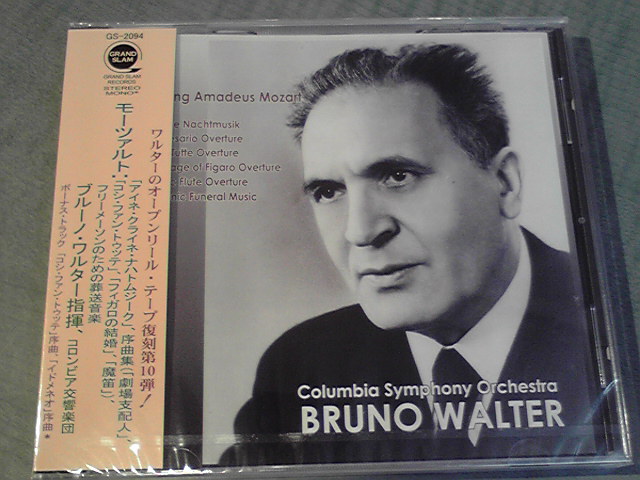 GS-2094
GRAND
SLAM
GRAND SLAM
RECORDS
STEREO
MONO*
ワルターのオープンリール・テープ復刻第10弾!
モーツァルト:「アイネ・クライネ・ナハトムジーク」、序曲集(「劇場支配人」、
「コシ・ファン・トゥッテ」、「フィガロの結婚」、「魔笛」)、
フリーメーソンのための葬送音楽
ブルーノ・ワルター指揮、コロンビア交響楽団
ボーナス・トラック「コシ・ファン・トゥッテ」序曲、「イドメネオ」序曲*
ng Amadeus Mozart
e Nachtmusik
esario Overture
utte Overture
age of Figaro Overture
Flute Overture
nic Funeral Music
Columbia Symphony Orchestra
BRUNO WALTER